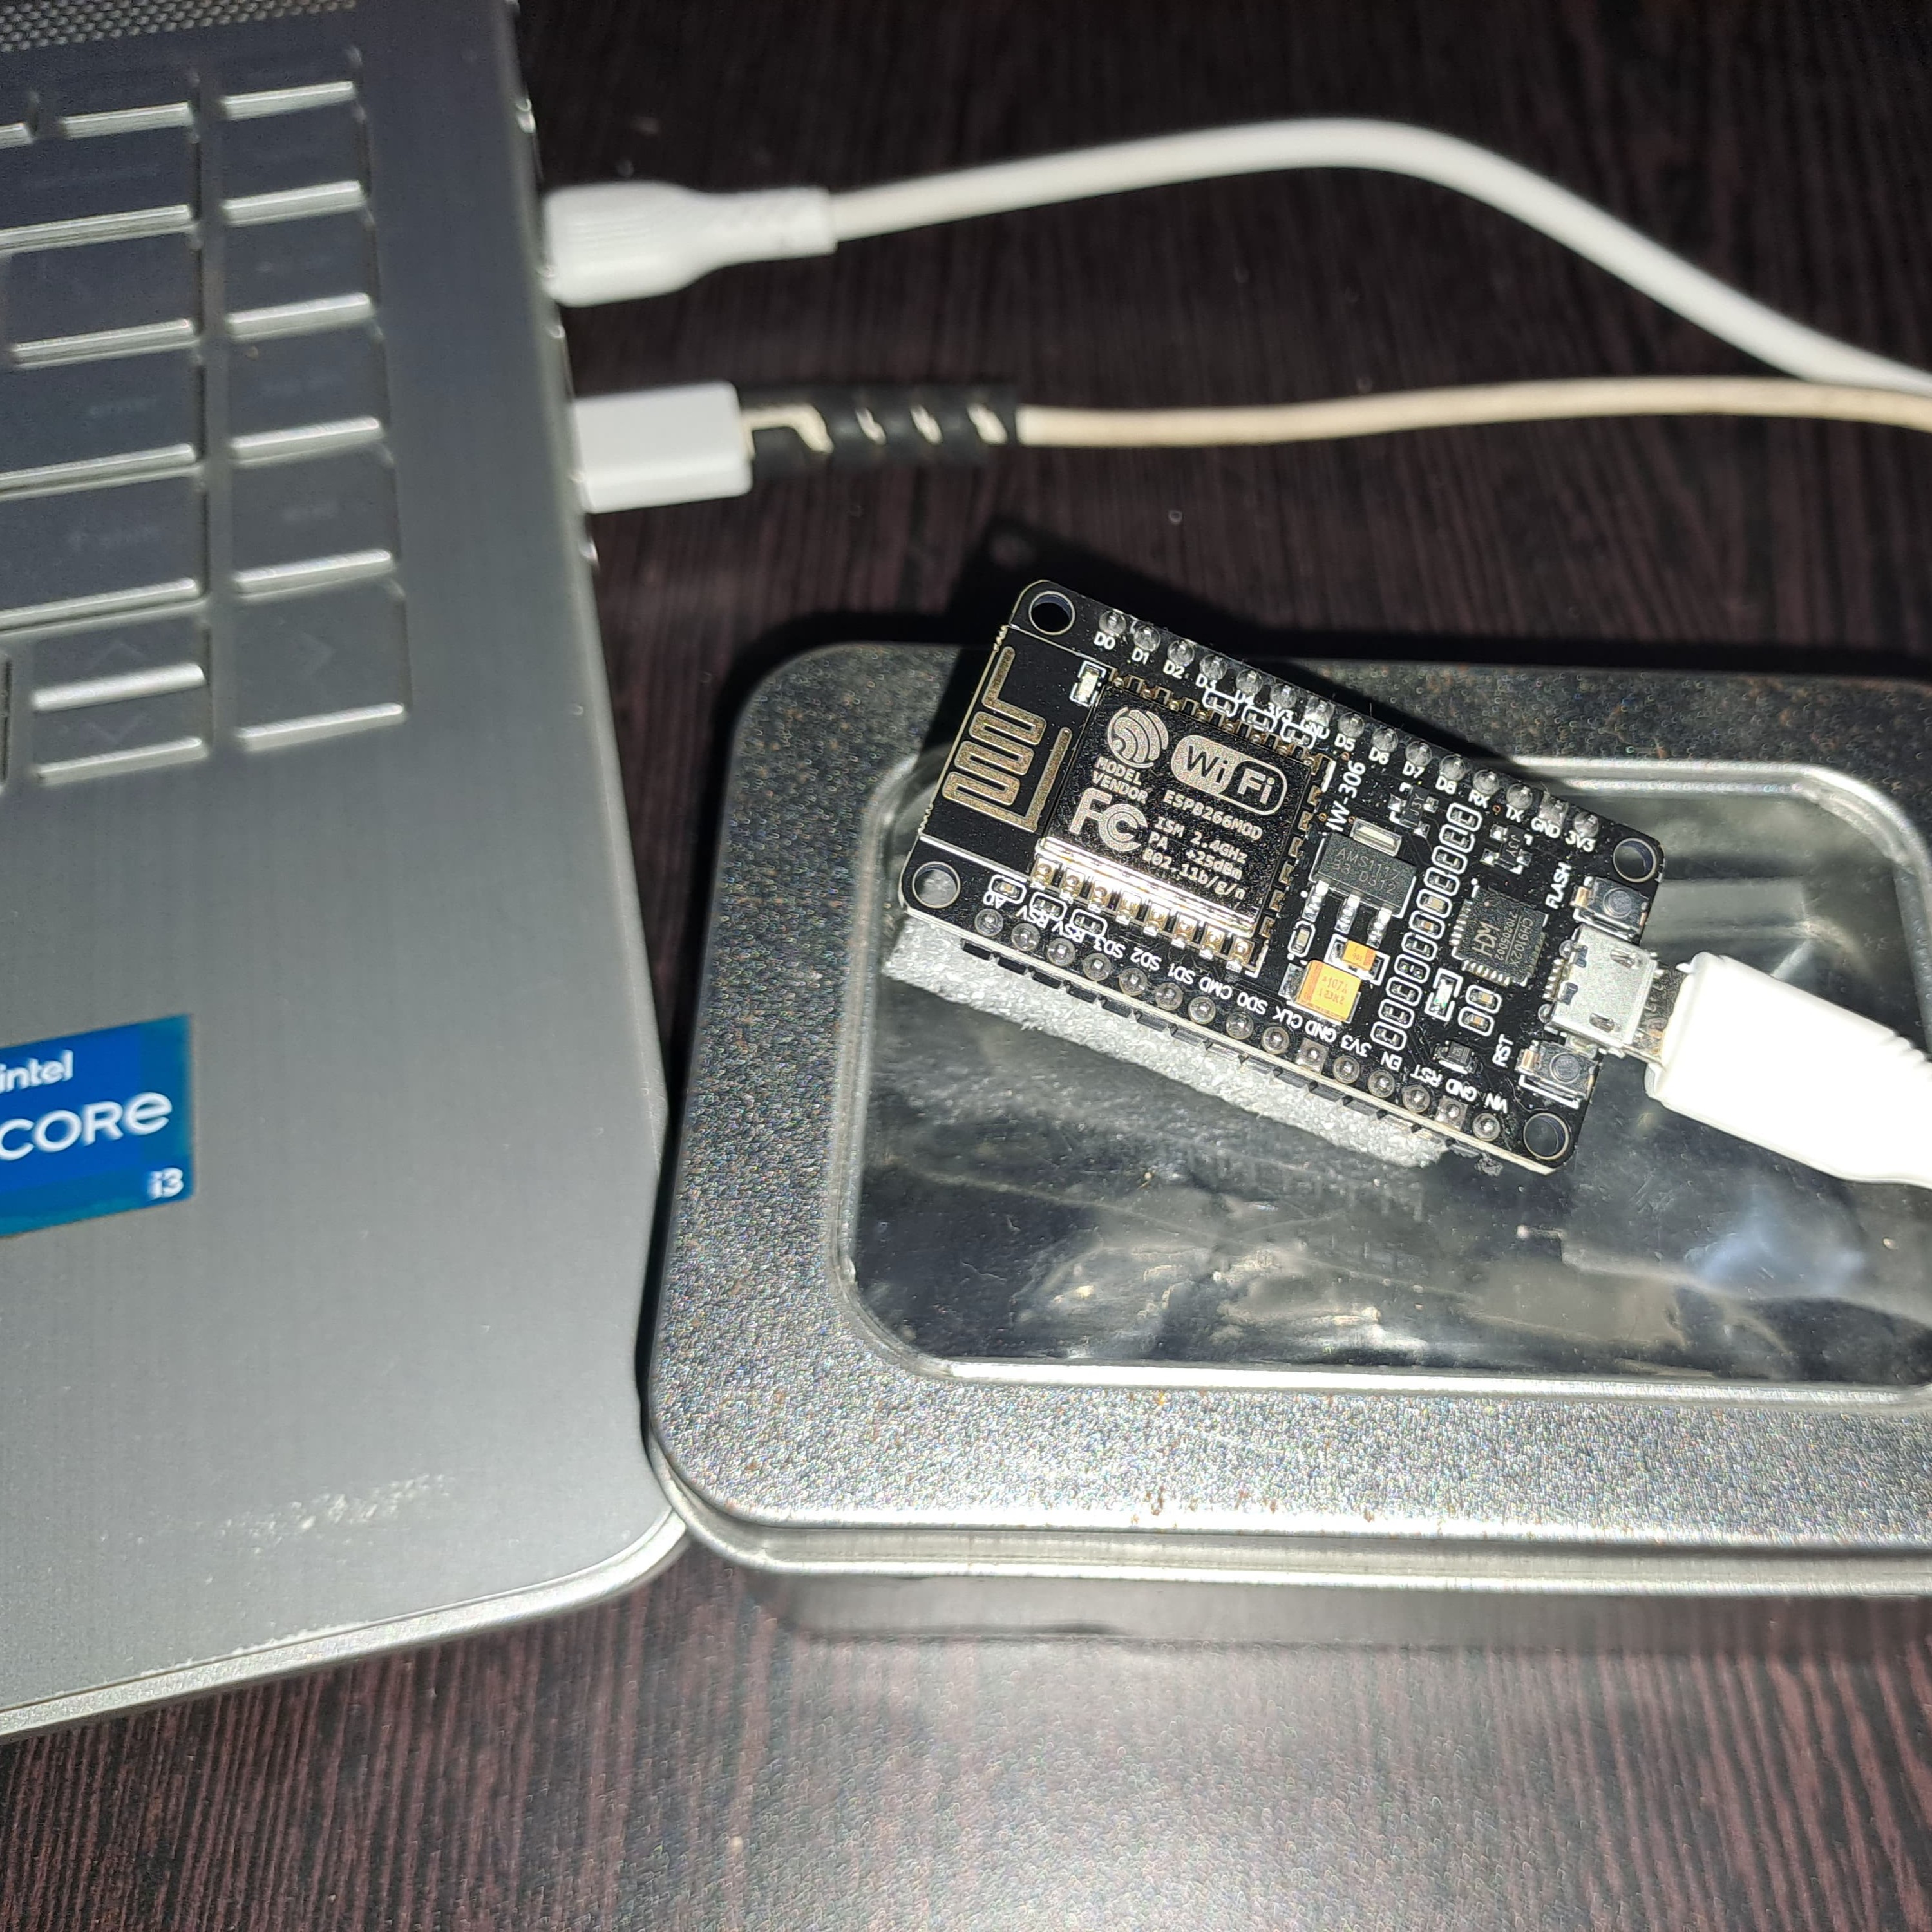 intel
CORE
i3
D0
D1
D2
D3
3V3
GND
D5
D6
D7
D8
RX
TX
GND
3V3
MODEL
VENDOR
WiFi
ESP8266MOD
FC
ISM 2.4GHz
PA +25dBm
802.11b/g/n
HW-306
AMS1117
FLASH
RST
A0
RSV
RSV
SD3
SD2
SD1
CMD
SD0
CLK
GND
3V3
EN
RST
GND
VIN